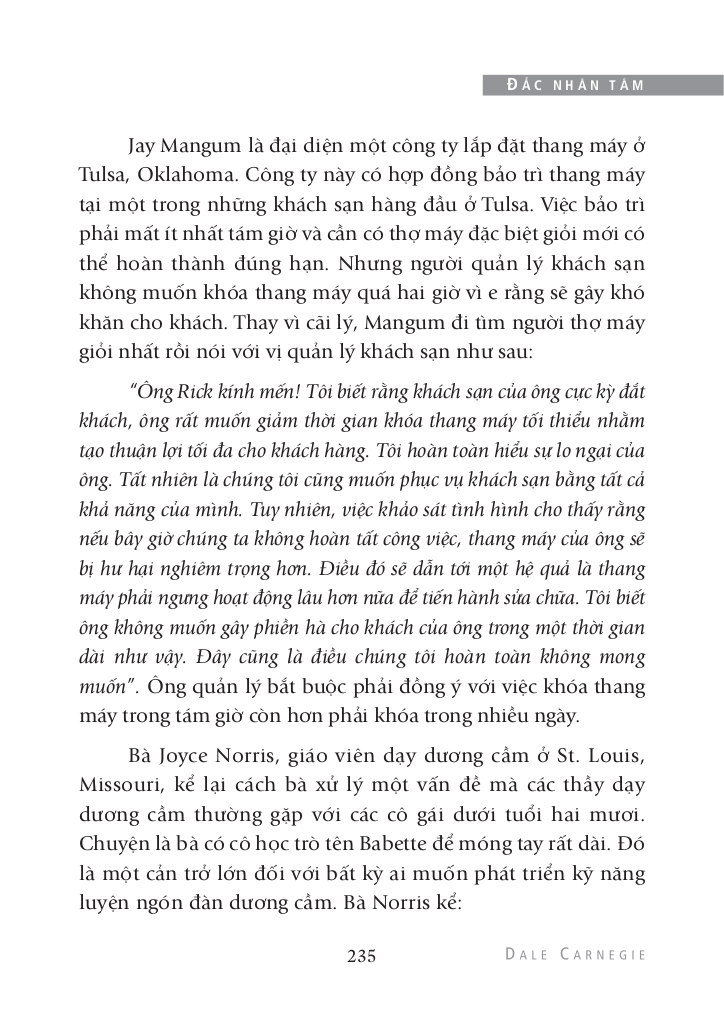 ĐẮC NHÂN TÂM
Jay Mangum là đại diện một công ty lắp đặt thang máy ở
Tulsa, Oklahoma. Công ty này có hợp đồng bảo trì thang máy
tại một trong những khách sạn hàng đầu ở Tulsa. Việc bảo trì
phải mất ít nhất tám giờ và cần có thợ máy đặc biệt giỏi mới có
thể hoàn thành đúng hạn. Nhưng người quản lý khách sạn
không muốn khóa thang máy quá hai giờ vì e rằng sẽ gây khó
khăn cho khách. Thay vì cãi lý, Mangum đi tìm người thợ máy
giỏi nhất rồi nói với vị quản lý khách sạn như sau:
“Ông Rick kính mến! Tôi biết rằng khách sạn của ông cực kỳ đắt
khách, ông rất muốn giảm thời gian khóa thang máy tối thiểu nhằm
tạo thuận lợi tối đa cho khách hàng. Tôi hoàn toàn hiểu sự lo ngại của
ông. Tất nhiên là chúng tôi cũng muốn phục vụ khách sạn bằng tất cả
khả năng của mình. Tuy nhiên, việc khảo sát tình hình cho thấy rằng
nếu bây giờ chúng ta không hoàn tất công việc, thang máy của ông sẽ
bị hư hại nghiêm trọng hơn. Điều đó sẽ dẫn tới một hệ quả là thang
máy phải ngưng hoạt động lâu hơn nữa để tiến hành sửa chữa. Tôi biết
ông không muốn gây phiền hà cho khách của ông trong một thời gian
dài như vậy. Đây cũng là điều chúng tôi hoàn toàn không mong
muốn”. Ông quản lý bắt buộc phải đồng ý với việc khóa thang
máy trong tám giờ còn hơn phải khóa trong nhiều ngày.
Bà Joyce Norris, giáo viên dạy dương cầm ở St. Louis,
Missouri, kể lại cách bà xử lý một vấn đề mà các thầy dạy
dương cầm thường gặp với các cô gái dưới tuổi hai mươi.
Chuyện là bà có cô học trò tên Babette để móng tay rất dài. Đó
là một cản trở lớn đối với bất kỳ ai muốn phát triển kỹ năng
luyện ngón đàn dương cầm. Bà Norris kể:
235
DALE CARNEGIE